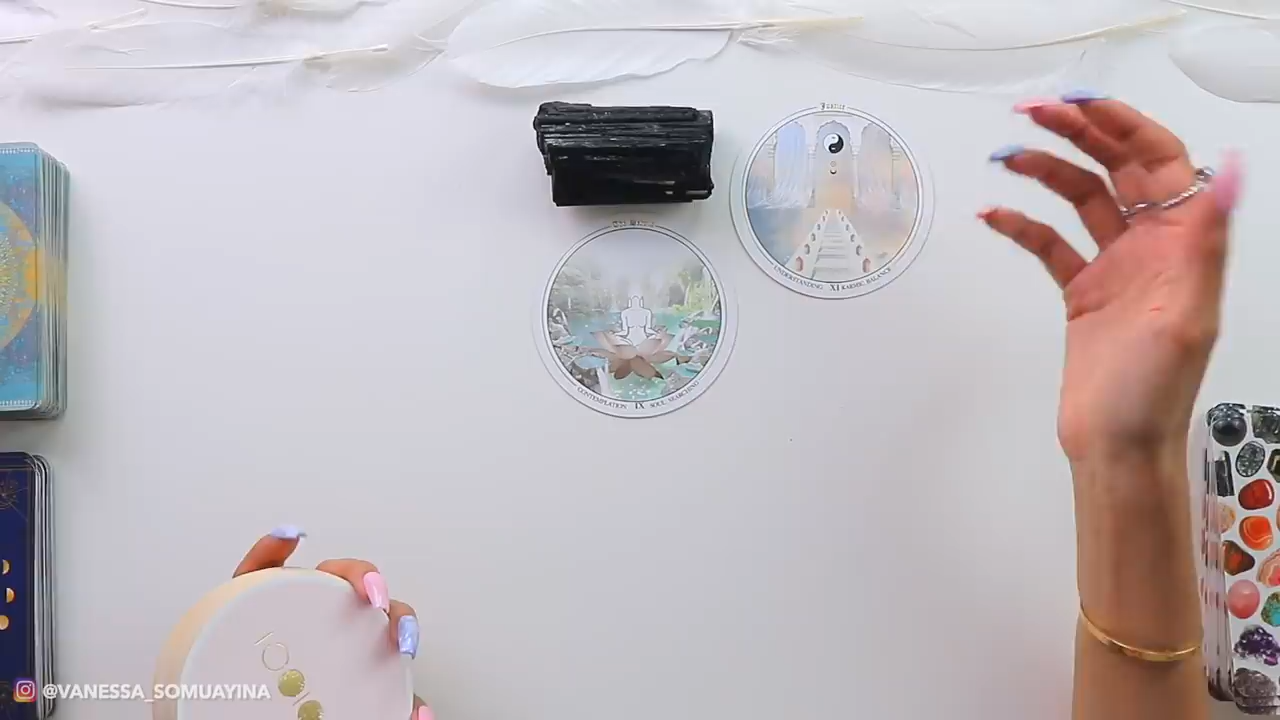 Justice
UNDERSTANDING XI KARMIC BALANCE
CONTEMPLATION IX SOUL SEARCHING
@VANESSA_SOMUAYINA